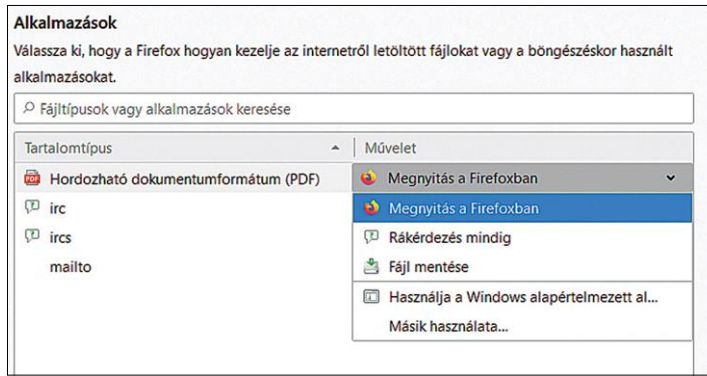 Alkalmazások
Válassza ki, hogy a Firefox hogyan kezelje az internetről letöltött fájlokat vagy a böngészéskor használt
alkalmazásokat.
Fájltípusok vagy alkalmazások keresése
Tartalomtípus Művelet
PDF Hordozható dokumentumformátum (PDF) Megnyitás a Firefoxban
irc Megnyitás a Firefoxban
ircs Rákérdezés mindig
mailto Fájl mentése
Használja a Windows alapértelmezett al...
Másik használata...